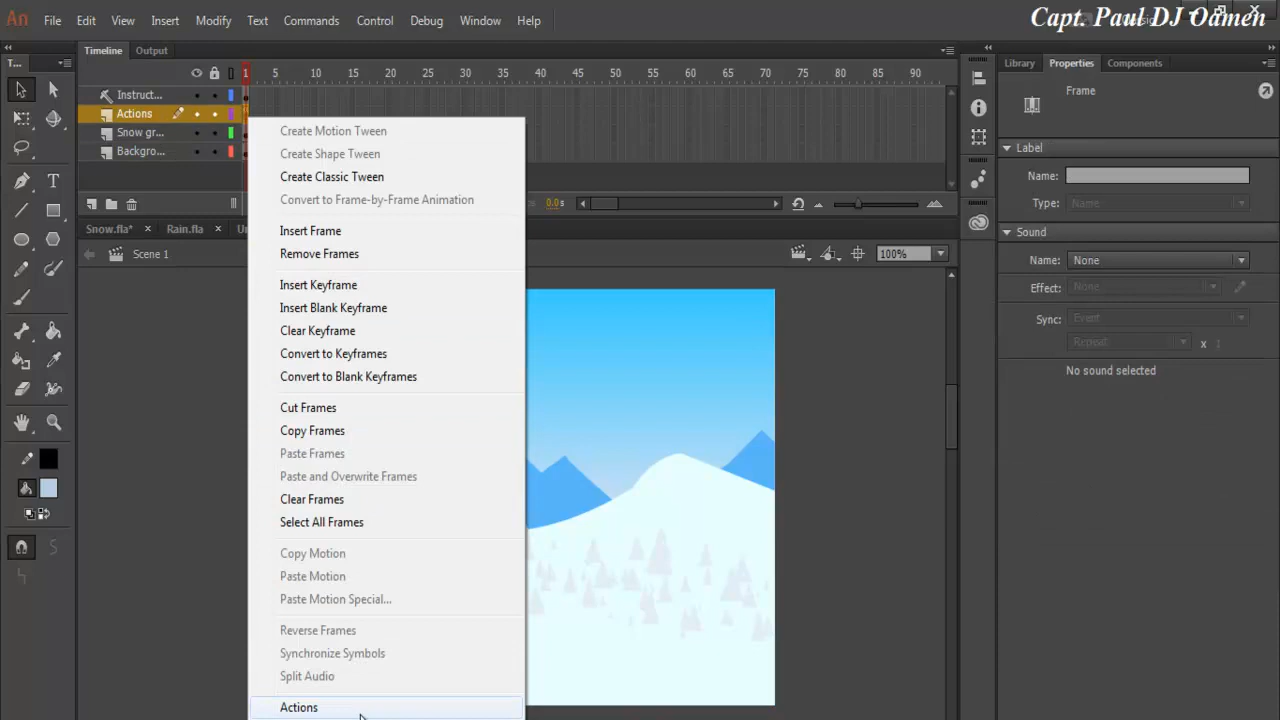 An File Edit View Insert Modify Text Commands Control Debug Window Help
Capt. Paul DJ Oamen
T... Timeline Output Library Properties Components
1 5 10 15 20 25 30 35 40 45 50 55 60 65 70 75 80 85 90
Frame
Instruct...
Actions
Snow gr...
Backgro...
Label
Name:
Type: Name
0.0s
Snow.fla* × Rain.fla ×
Scene 1 100%
Sound
Name: None
Effect: None
Sync: Event
Repeat x 1
No sound selected
Create Motion Tween
Create Shape Tween
Create Classic Tween
Convert to Frame-by-Frame Animation
Insert Frame
Remove Frames
Insert Keyframe
Insert Blank Keyframe
Clear Keyframe
Convert to Keyframes
Convert to Blank Keyframes
Cut Frames
Copy Frames
Paste Frames
Paste and Overwrite Frames
Clear Frames
Select All Frames
Copy Motion
Paste Motion
Paste Motion Special...
Reverse Frames
Synchronize Symbols
Split Audio
Actions